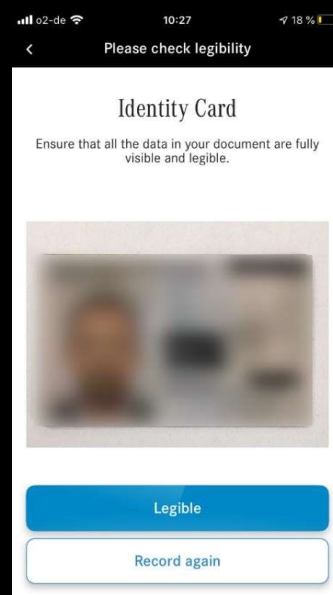 o2-de 10:27 18 %
Please check legibility
Identity Card
Ensure that all the data in your document are fully
visible and legible.
Legible
Record again